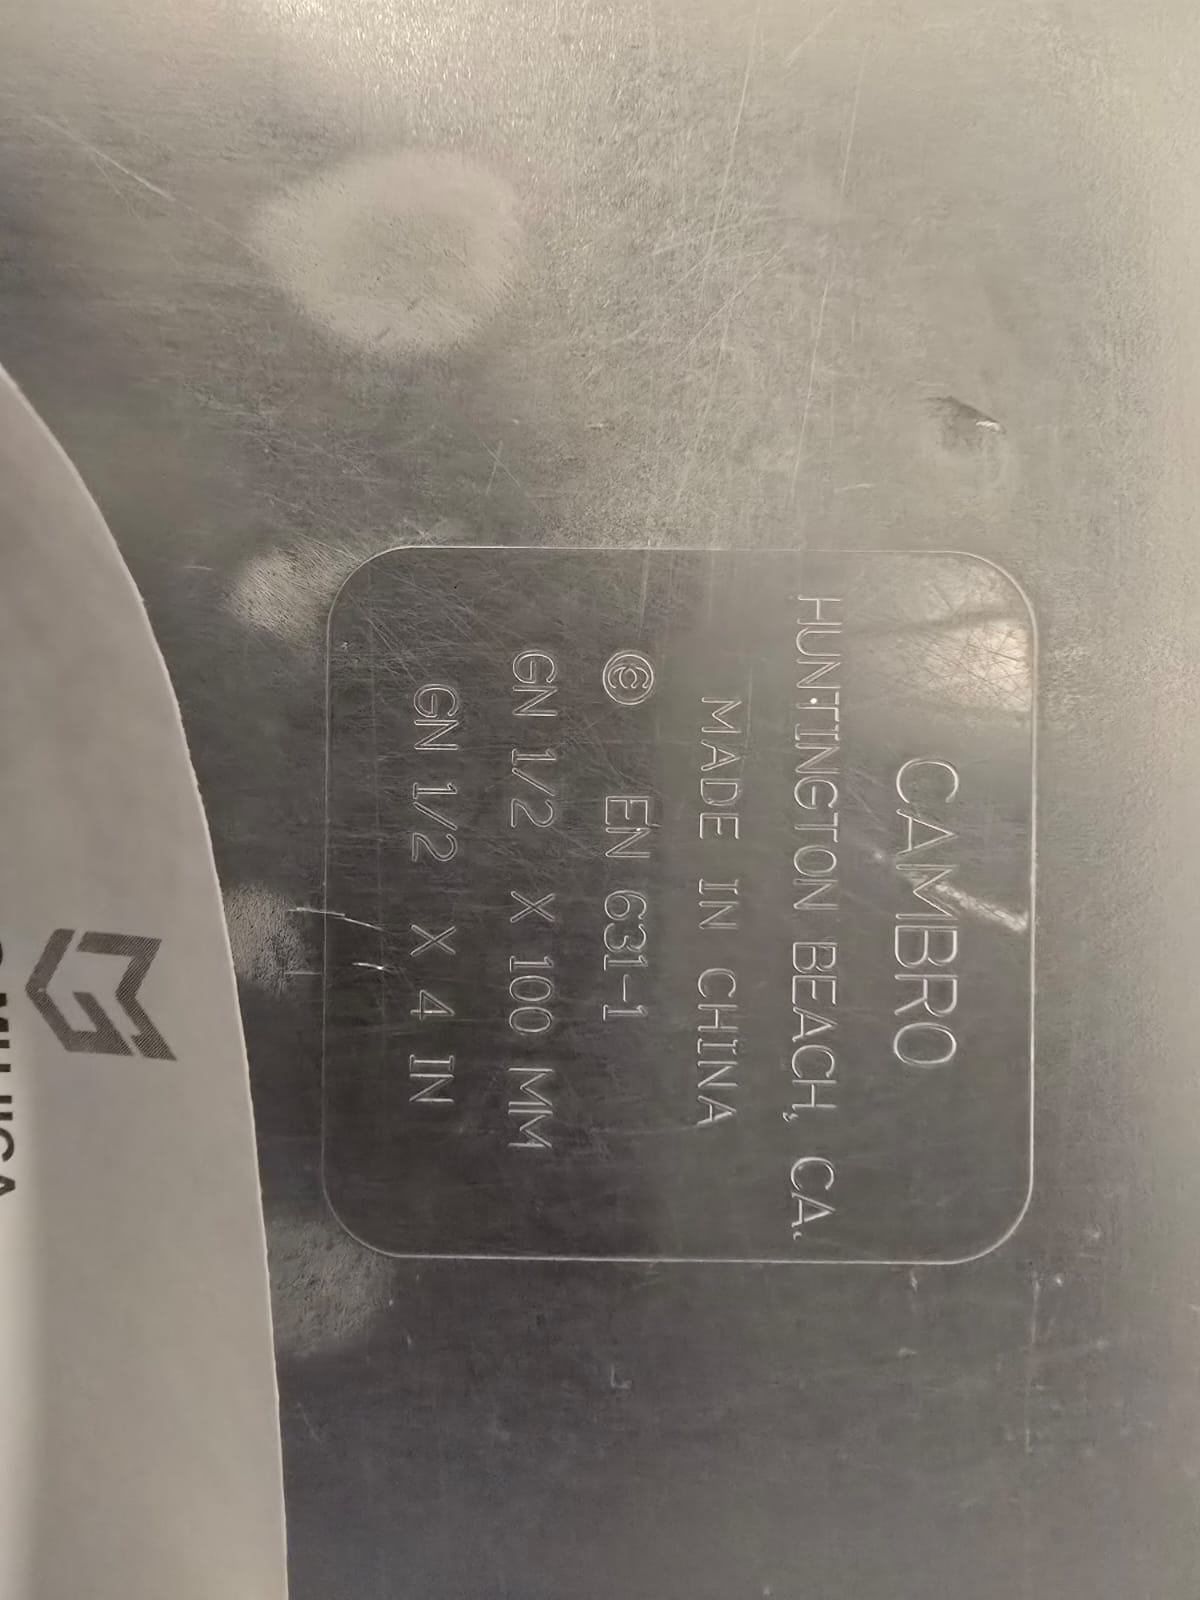 CAMBRO
HUNTINGTON BEACH, CA.
MADE IN CHINA
© EN 631-1
GN 1/2 X 100 MM
GN 1/2 X 4 IN